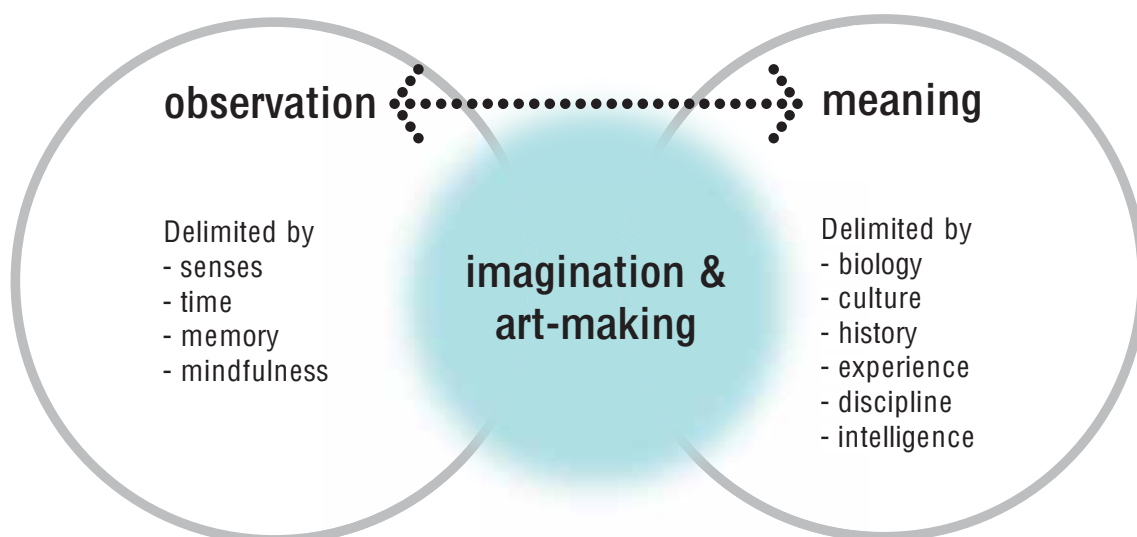 observation
meaning
Delimited by
- senses
- time
- memory
- mindfulness
imagination &
art-making
Delimited by
- biology
- culture
- history
- experience
- discipline
- intelligence